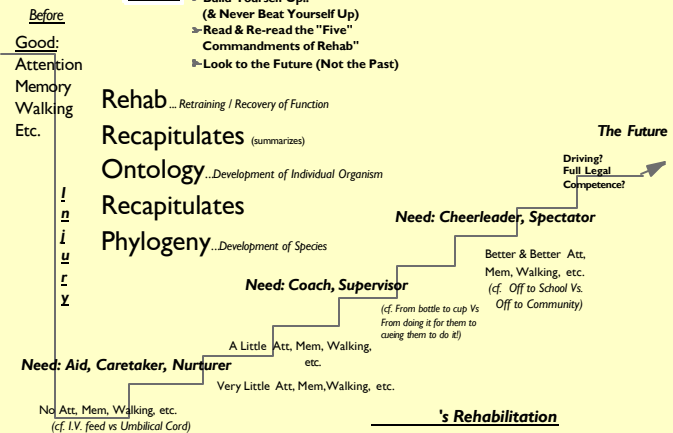 Build Yourself Up!!
(& Never Beat Yourself Up)
Read & Re-read the "Five"
Commandments of Rehab"
Look to the Future (Not the Past)
Before
Good:
Attention
Memory
Walking
Etc.
Injury
Rehab... Retraining / Recovery of Function
Recapitulates (summarizes)
Ontology...Development of Individual Organism
Recapitulates
Phylogeny...Development of Species
The Future
Driving?
Full Legal
Competence?
Need: Cheerleader, Spectator
Better & Better Att,
Mem, Walking, etc.
(cf. Off to School Vs.
Off to Community)
Need: Coach, Supervisor
(cf. From bottle to cup Vs
From doing it for them to
cueing them to do it!)
A Little Att, Mem, Walking,
etc.
Need: Aid, Caretaker, Nurturer
Very Little Att, Mem,Walking, etc.
No Att, Mem, Walking, etc.
(cf. I.V. feed vs Umbilical Cord)
's Rehabilitation